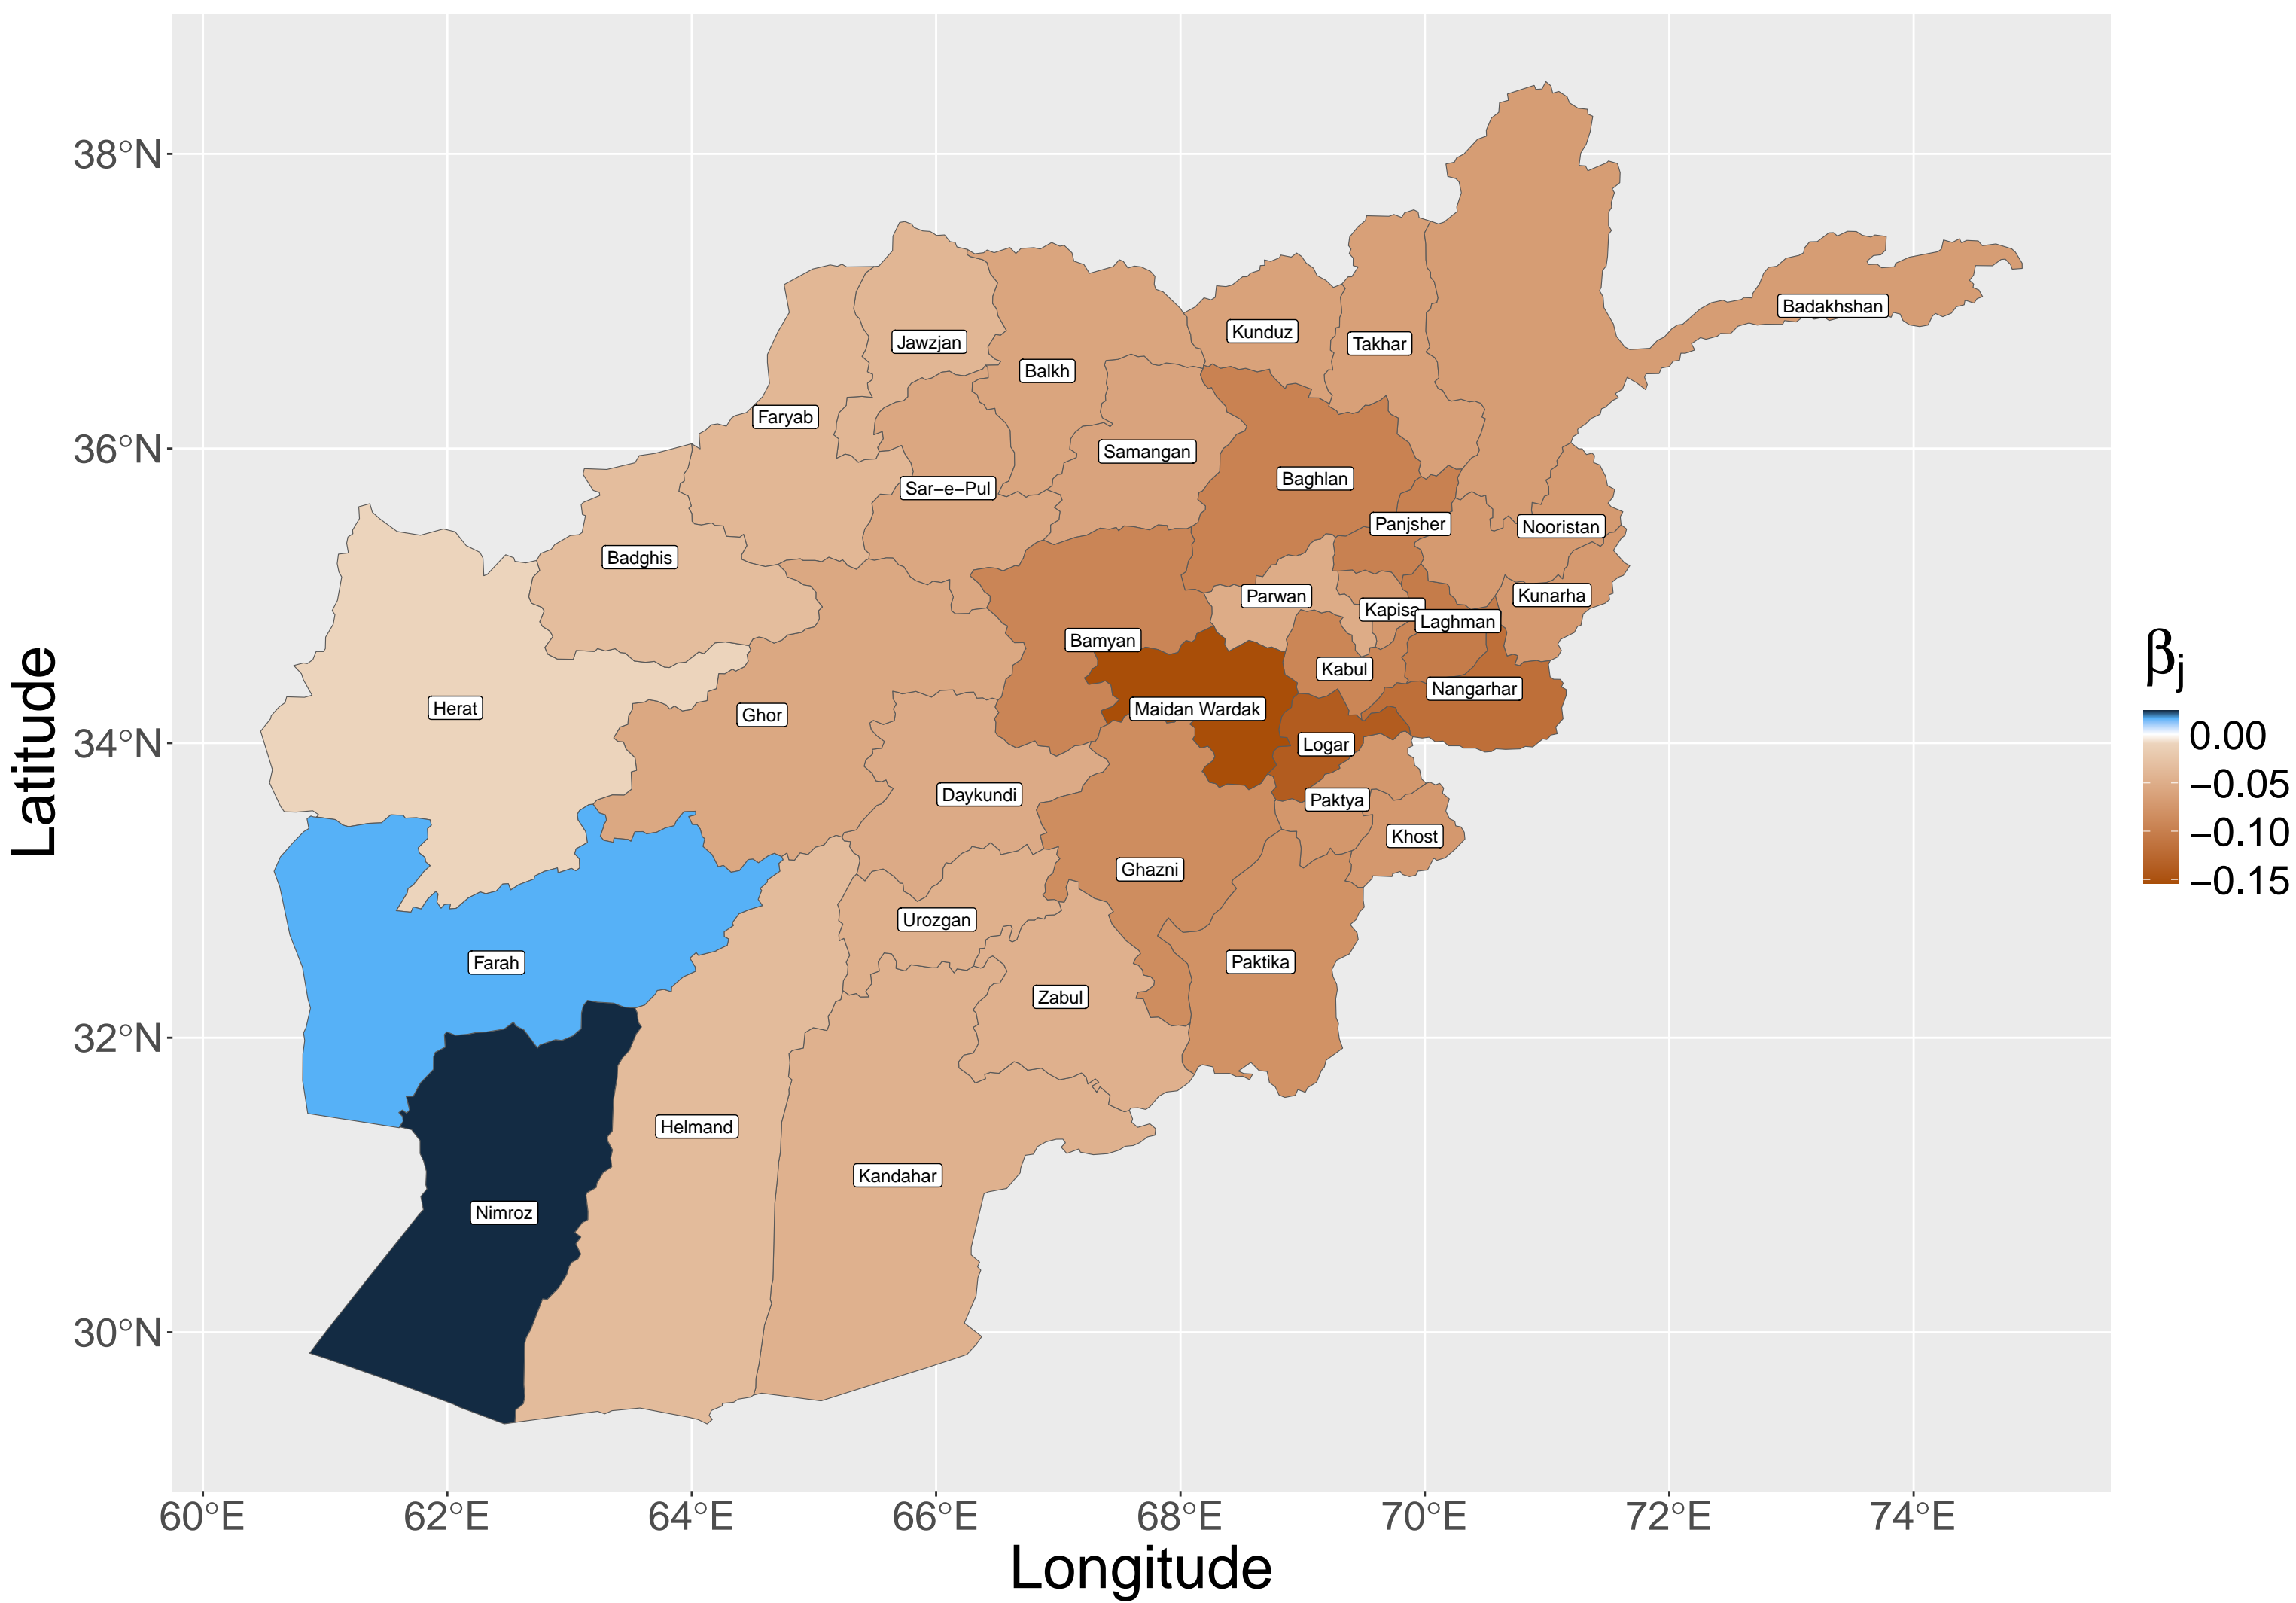 38°N
36°N
34°N
32°N
30°N
Latitude
60°E
62°E
64°E
66°E
68°E
70°E
72°E
74°E
Longitude
Badakhshan
Kunduz
Takhar
Jawzjan
Balkh
Faryab
Samangan
Baghlan
Sar−e−Pul
Panjsher
Nooristan
Badghis
Parwan
Kapisa
Kunarha
Laghman
Bamyan
Kabul
Nangarhar
Herat
Ghor
Maidan Wardak
Logar
Daykundi
Paktya
Khost
Ghazni
Urozgan
Farah
Paktika
Zabul
Helmand
Kandahar
Nimroz
βj
0.00
−0.05
−0.10
−0.15